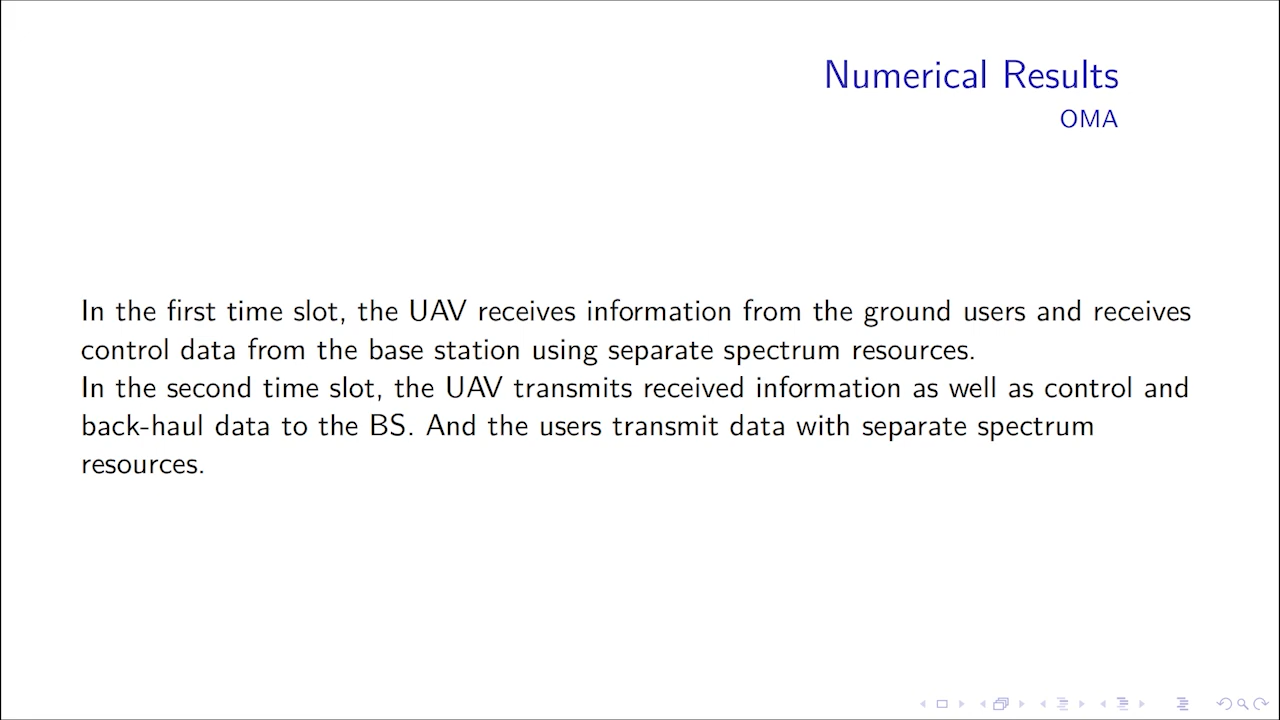 Numerical Results
OMA
In the first time slot, the UAV receives information from the ground users and receives
control data from the base station using separate spectrum resources.
In the second time slot, the UAV transmits received information as well as control and
back-haul data to the BS. And the users transmit data with separate spectrum
resources.